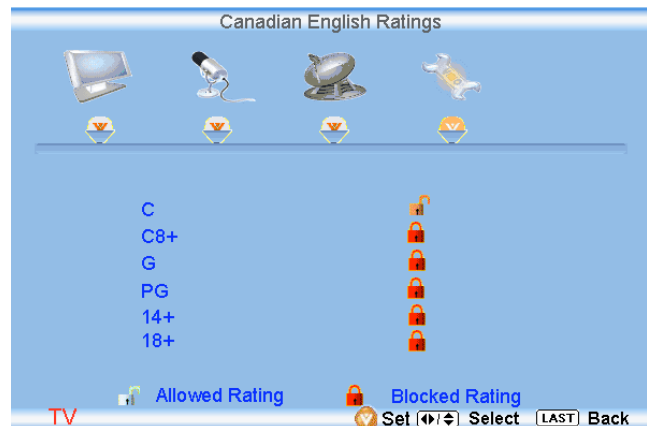 Canadian English Ratings
C
C8+
G
PG
14+
18+
Allowed Rating Blocked Rating
TV Set Select LAST Back